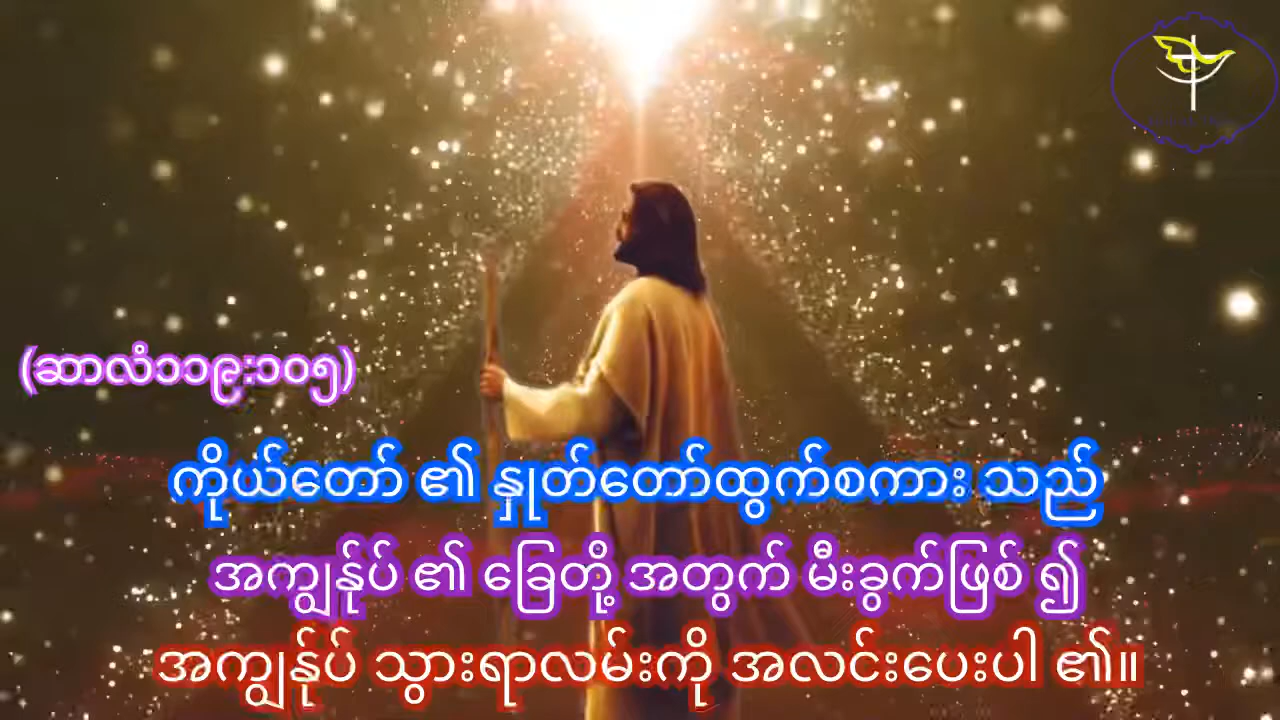 (ဆာလံ၁၁၉:၁၀၅)
ကိုယ်တော် ၏ နှုတ်တော်ထွက်စကား သည်
အကျွန်ုပ် ၏ ခြေတို့ အတွက် မီးခွက်ဖြစ် ၍
အကျွန်ုပ် သွားရာလမ်းကို အလင်းပေးပါ ၏။